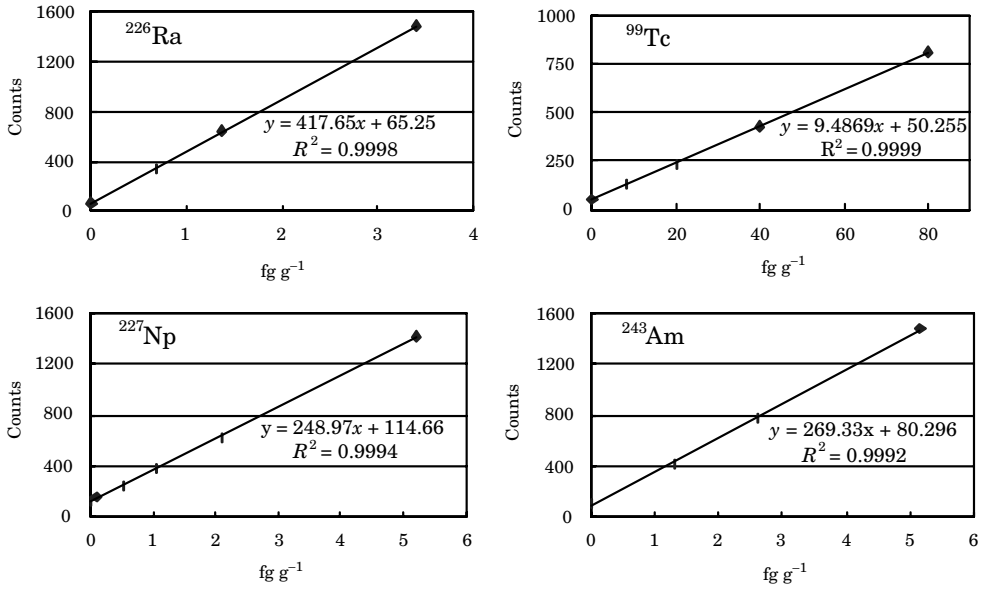 ²²⁶Ra
Counts
1600
1200
800
400
0
y = 417.65x + 65.25
R² = 0.9998
0 1 2 3 4
fg g⁻¹
⁹⁹Tc
Counts
1000
750
500
250
0
y = 9.4869x + 50.255
R² = 0.9999
0 20 40 60 80
fg g⁻¹
²²⁷Np
Counts
1600
1200
800
400
0
y = 248.97x + 114.66
R² = 0.9994
0 1 2 3 4 5 6
fg g⁻¹
²⁴³Am
Counts
1600
1200
800
400
0
y = 269.33x + 80.296
R² = 0.9992
0 1 2 3 4 5 6
fg g⁻¹